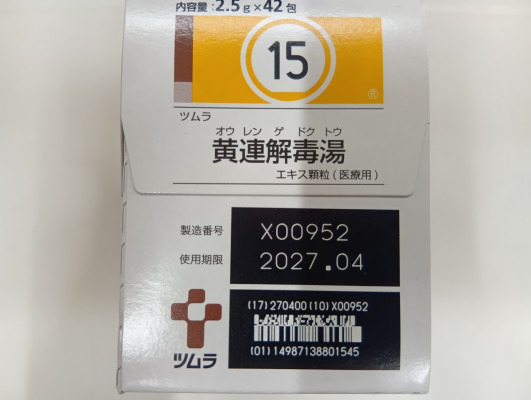 内容量:2.5g×42包
15
®
ツムラ
オウ レン ゲ ドク トウ
黄連解毒湯
エキス顆粒(医療用)
製造番号 X00952
使用期限 2027.04
(17)270400(10)X00952
(01)14987138801545
ツムラ